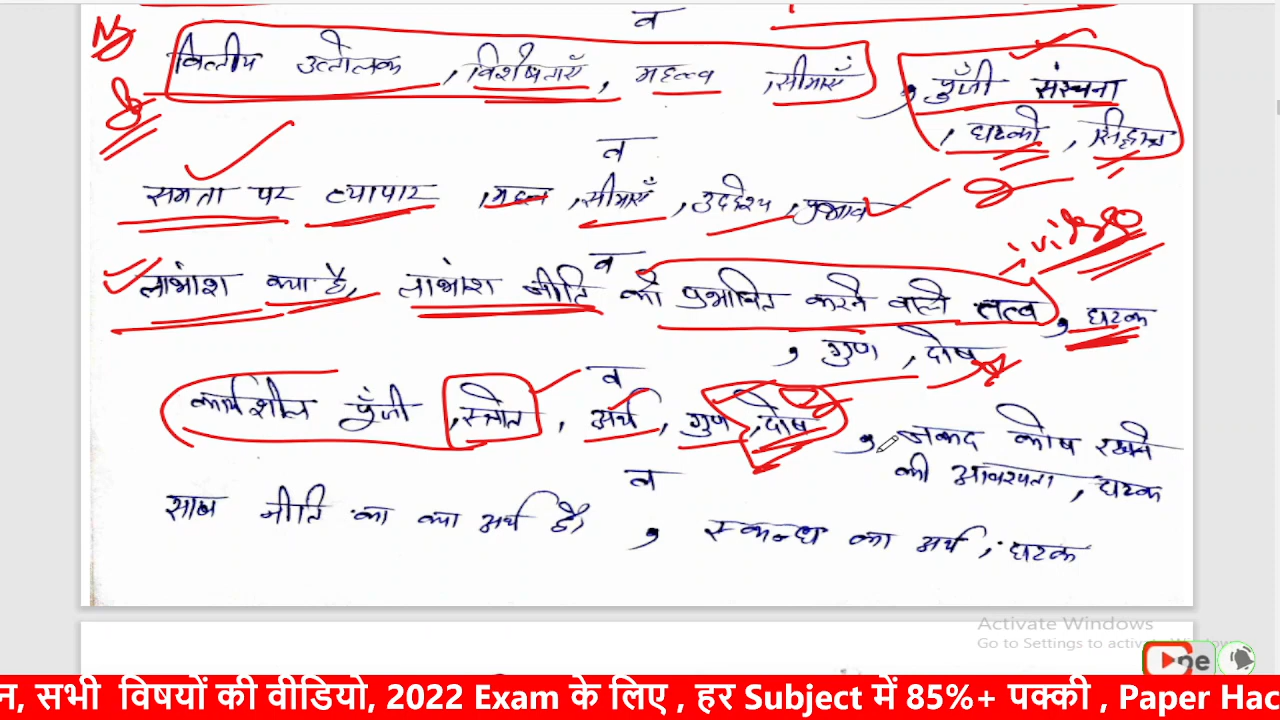 व
वित्तीय उत्तोलक , विशेषताएँ , महत्व , सीमाएँ , पूँजी संरचना
, घटको , सिद्धान्त
व
समता पर व्यापार , महत्व , सीमाएँ , उद्देश्य , प्रभाव
व
लाभांश क्या है, लाभांश नीति को प्रभावित करने वाले तत्व , घटक
, गुण , दोष
व
कार्यशील पूँजी , स्त्रोत , अर्थ , गुण , दोष , नकद कोष रखने
की आवश्यता , घटक
व
साख नीति का क्या अर्थ है, , स्कन्ध का अर्थ , घटक
Activate Windows
Go to Settings to activate Windows.
न, सभी विषयों की वीडियो, 2022 Exam के लिए , हर Subject में 85%+ पक्की , Paper Hac